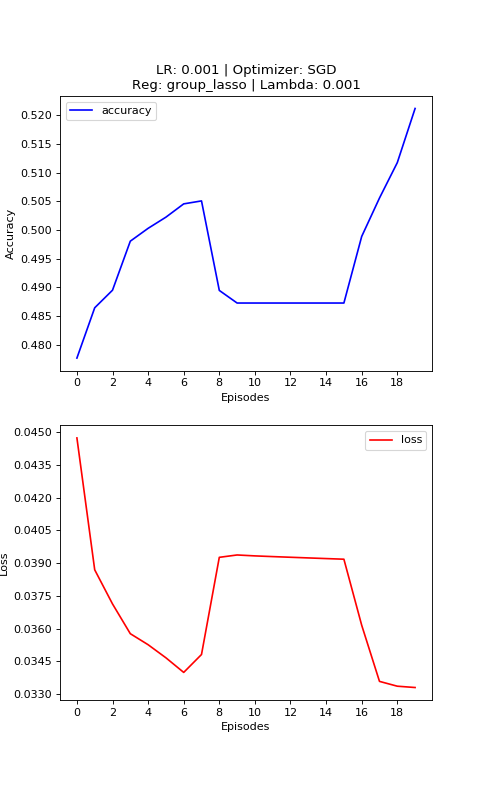 LR: 0.001 | Optimizer: SGD
Reg: group_lasso | Lambda: 0.001
accuracy
0.520
0.515
0.510
0.505
0.500
0.495
0.490
0.485
0.480
Accuracy
0 2 4 6 8 10 12 14 16 18
Episodes
loss
0.0450
0.0435
0.0420
0.0405
0.0390
0.0375
0.0360
0.0345
0.0330
Loss
0 2 4 6 8 10 12 14 16 18
Episodes